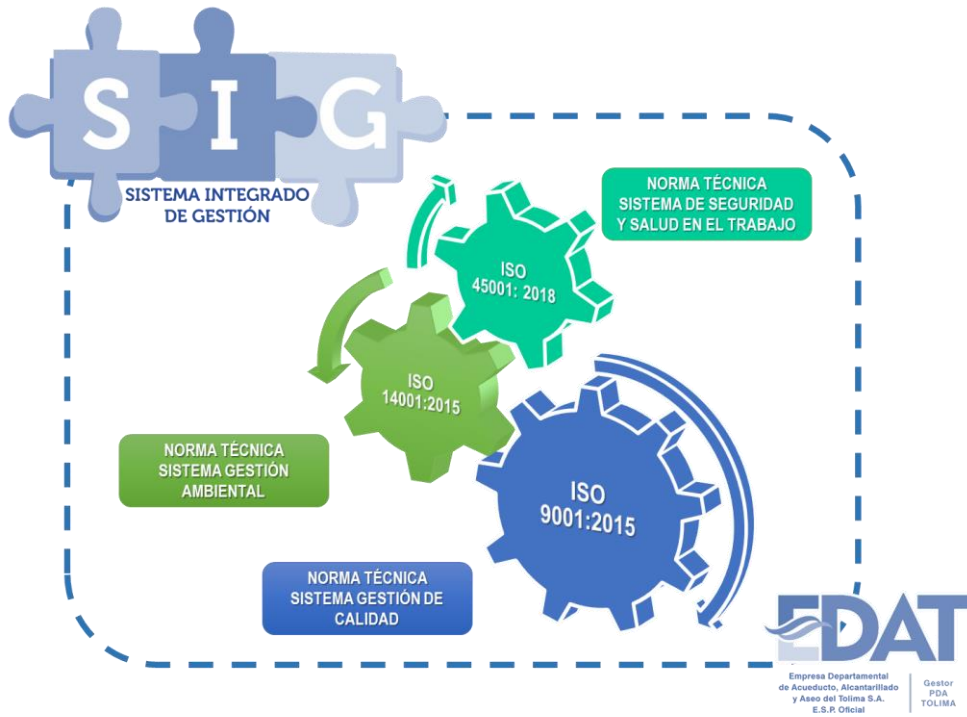 SIG
SISTEMA INTEGRADO
DE GESTIÓN
NORMA TÉCNICA
SISTEMA DE SEGURIDAD
Y SALUD EN EL TRABAJO
ISO
45001: 2018
ISO
14001:2015
NORMA TÉCNICA
SISTEMA GESTIÓN
AMBIENTAL
ISO
9001:2015
NORMA TÉCNICA
SISTEMA GESTIÓN DE
CALIDAD
EDAT
Empresa Departamental
de Acueducto, Alcantarillado
y Aseo del Tolima S.A.
E.S.P. Oficial
Gestor
PDA
TOLIMA